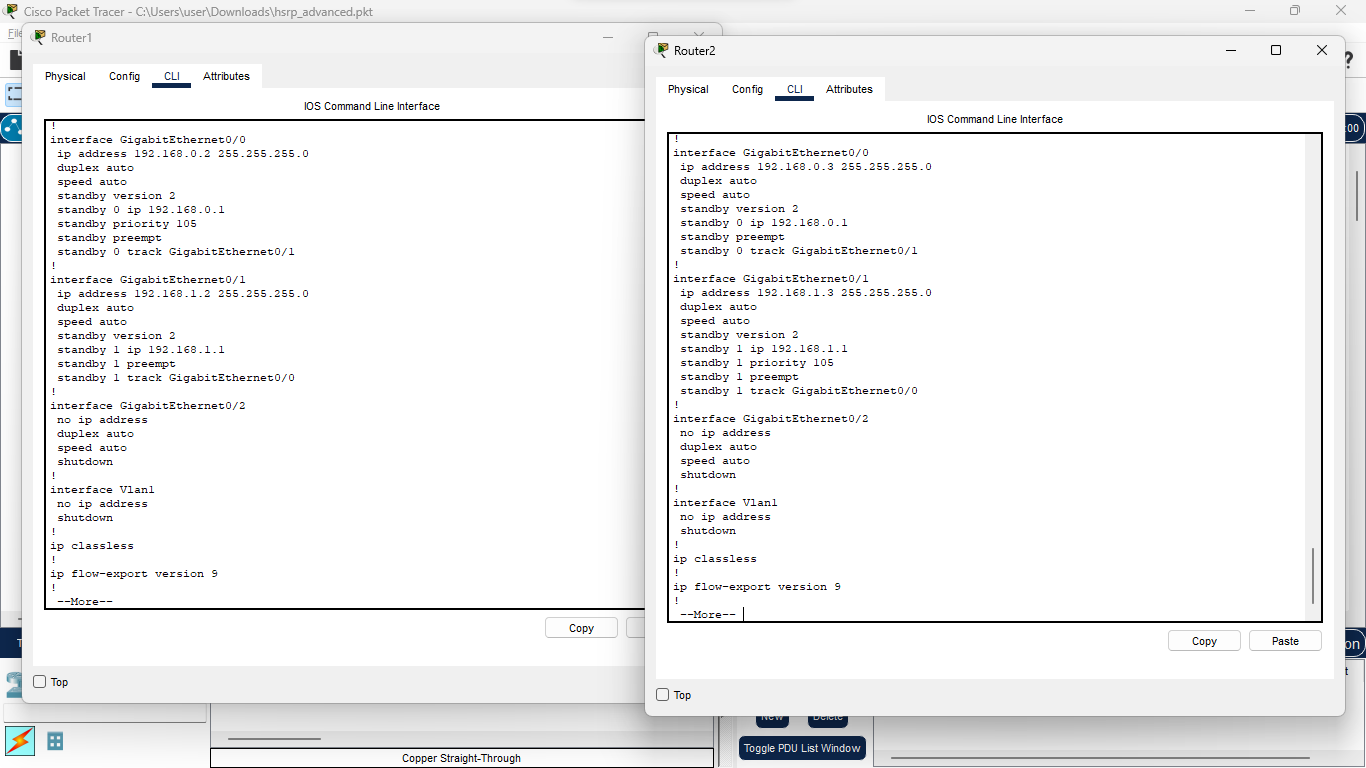 Cisco Packet Tracer - C:\Users\user\Downloads\hsrp_advanced.pkt
Router1
Physical Config CLI Attributes
IOS Command Line Interface
!
interface GigabitEthernet0/0
ip address 192.168.0.2 255.255.255.0
duplex auto
speed auto
standby version 2
standby 0 ip 192.168.0.1
standby priority 105
standby preempt
standby 0 track GigabitEthernet0/1
!
interface GigabitEthernet0/1
ip address 192.168.1.2 255.255.255.0
duplex auto
speed auto
standby version 2
standby 1 ip 192.168.1.1
standby 1 preempt
standby 1 track GigabitEthernet0/0
!
interface GigabitEthernet0/2
no ip address
duplex auto
speed auto
shutdown
!
interface Vlan1
no ip address
shutdown
!
ip classless
!
ip flow-export version 9
!
--More--
Copy
Top
Router2
Physical Config CLI Attributes
IOS Command Line Interface
!
interface GigabitEthernet0/0
ip address 192.168.0.3 255.255.255.0
duplex auto
speed auto
standby version 2
standby 0 ip 192.168.0.1
standby preempt
standby 0 track GigabitEthernet0/1
!
interface GigabitEthernet0/1
ip address 192.168.1.3 255.255.255.0
duplex auto
speed auto
standby version 2
standby 1 ip 192.168.1.1
standby 1 priority 105
standby 1 preempt
standby 1 track GigabitEthernet0/0
!
interface GigabitEthernet0/2
no ip address
duplex auto
speed auto
shutdown
!
interface Vlan1
no ip address
shutdown
!
ip classless
!
ip flow-export version 9
!
--More--
Copy Paste
Top
New Delete
Toggle PDU List Window
Copper Straight-Through